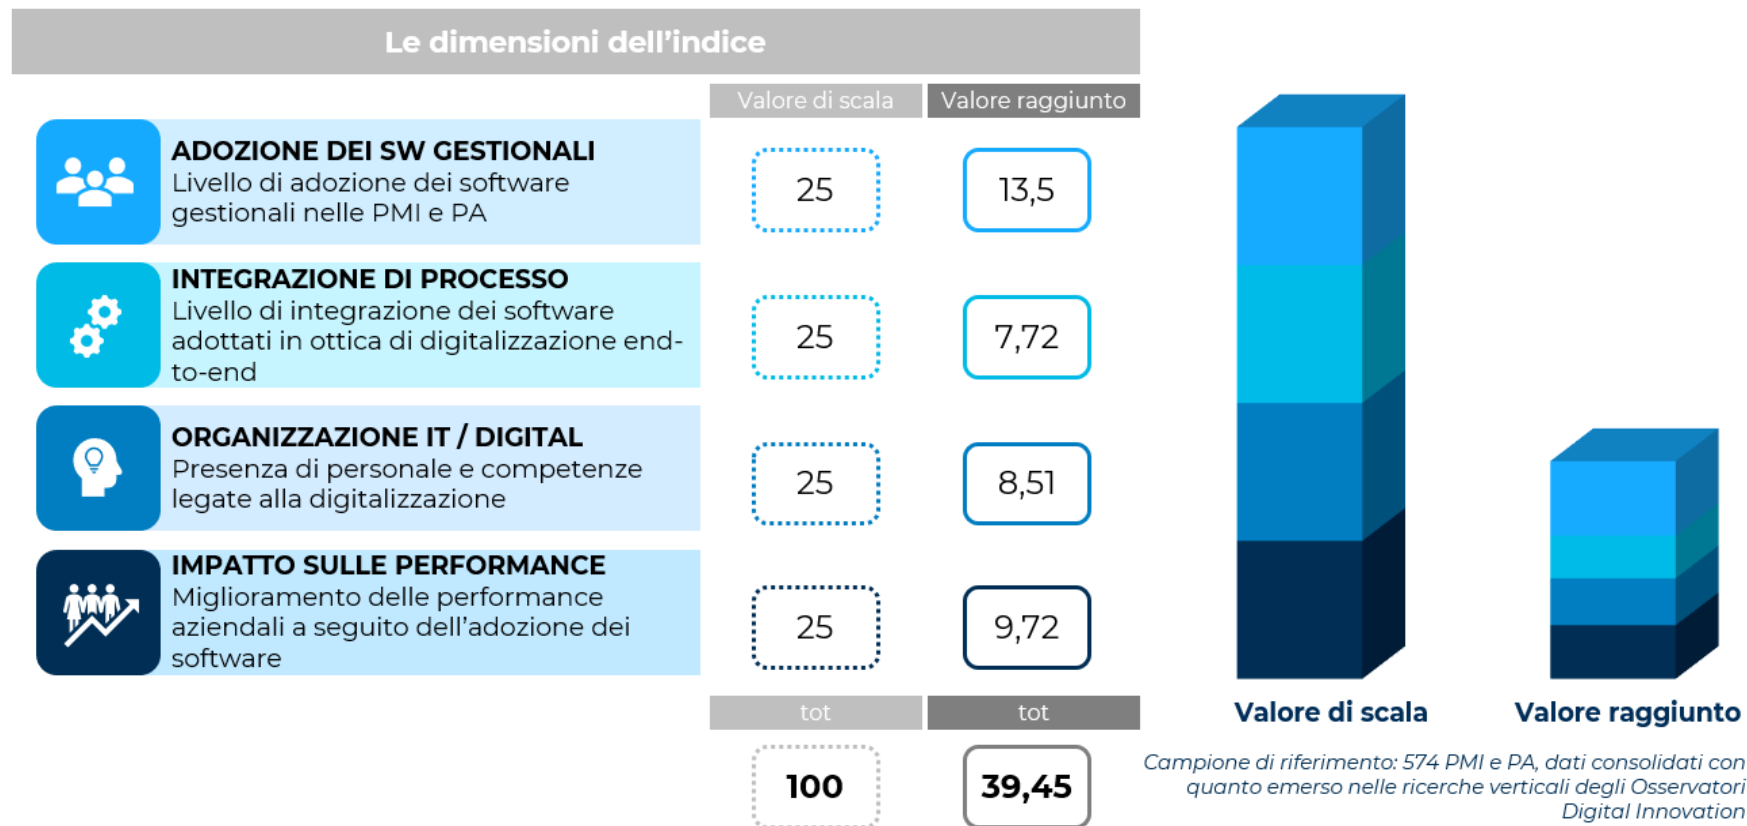 Le dimensioni dell’indice
Valore di scala
Valore raggiunto
ADOZIONE DEI SW GESTIONALI
Livello di adozione dei software
gestionali nelle PMI e PA
25
13,5
INTEGRAZIONE DI PROCESSO
Livello di integrazione dei software
adottati in ottica di digitalizzazione end-
to-end
25
7,72
ORGANIZZAZIONE IT / DIGITAL
Presenza di personale e competenze
legate alla digitalizzazione
25
8,51
IMPATTO SULLE PERFORMANCE
Miglioramento delle performance
aziendali a seguito dell’adozione dei
software
25
9,72
tot
tot
100
39,45
Valore di scala
Valore raggiunto
Campione di riferimento: 574 PMI e PA, dati consolidati con
quanto emerso nelle ricerche verticali degli Osservatori
Digital Innovation